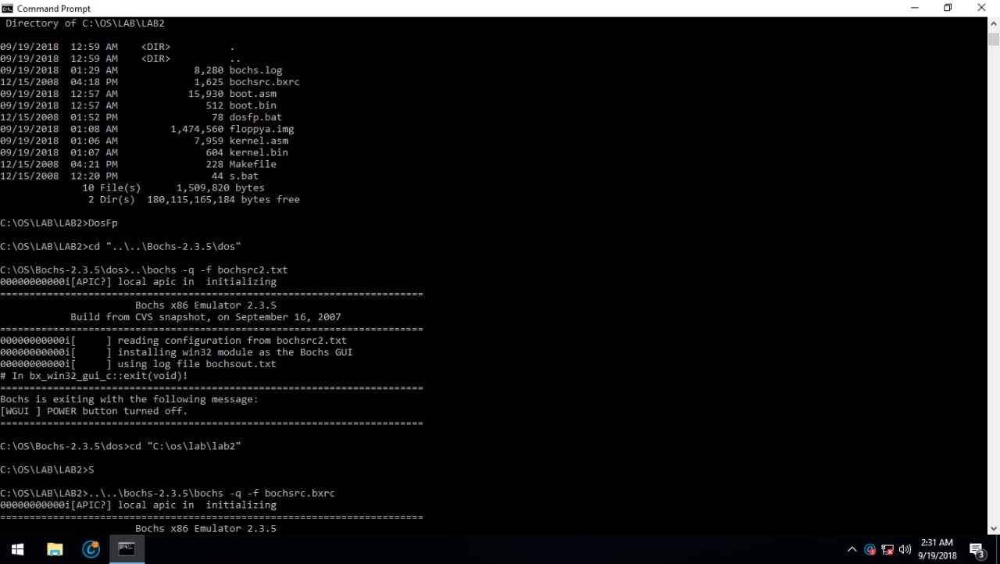 Command Prompt
Directory of C:\OS\LAB\LAB2
09/19/2018  12:59 AM    <DIR>          .
09/19/2018  12:59 AM    <DIR>          ..
09/19/2018  01:29 AM             8,280 bochs.log
12/15/2008  04:18 PM             1,625 bochsrc.bxrc
09/19/2018  12:57 AM            15,930 boot.asm
09/19/2018  12:57 AM               512 boot.bin
12/15/2008  01:52 PM                78 dosfp.bat
09/19/2018  01:08 AM         1,474,560 floppya.img
09/19/2018  01:06 AM             7,959 kernel.asm
09/19/2018  01:07 AM               604 kernel.bin
12/15/2008  04:21 PM               228 Makefile
12/15/2008  12:20 PM                44 s.bat
10 File(s)      1,509,820 bytes
2 Dir(s)  180,115,165,184 bytes free
C:\OS\LAB\LAB2>DosFp
C:\OS\LAB\LAB2>cd "..\..\Bochs-2.3.5\dos"
C:\OS\Bochs-2.3.5\dos>..\bochs -q -f bochsrc2.txt
00000000000i[APIC?] local apic in  initializing
========================================================================
Bochs x86 Emulator 2.3.5
Build from CVS snapshot, on September 16, 2007
========================================================================
00000000000i[     ] reading configuration from bochsrc2.txt
00000000000i[     ] installing win32 module as the Bochs GUI
00000000000i[     ] using log file bochsout.txt
# In bx_win32_gui_c::exit(void)!
========================================================================
Bochs is exiting with the following message:
[WGUI ] POWER button turned off.
========================================================================
C:\OS\Bochs-2.3.5\dos>cd "C:\os\lab\lab2"
C:\OS\LAB\LAB2>S
C:\OS\LAB\LAB2>..\..\bochs-2.3.5\bochs -q -f bochsrc.bxrc
00000000000i[APIC?] local apic in  initializing
========================================================================
Bochs x86 Emulator 2.3.5
2:31 AM
9/19/2018
3